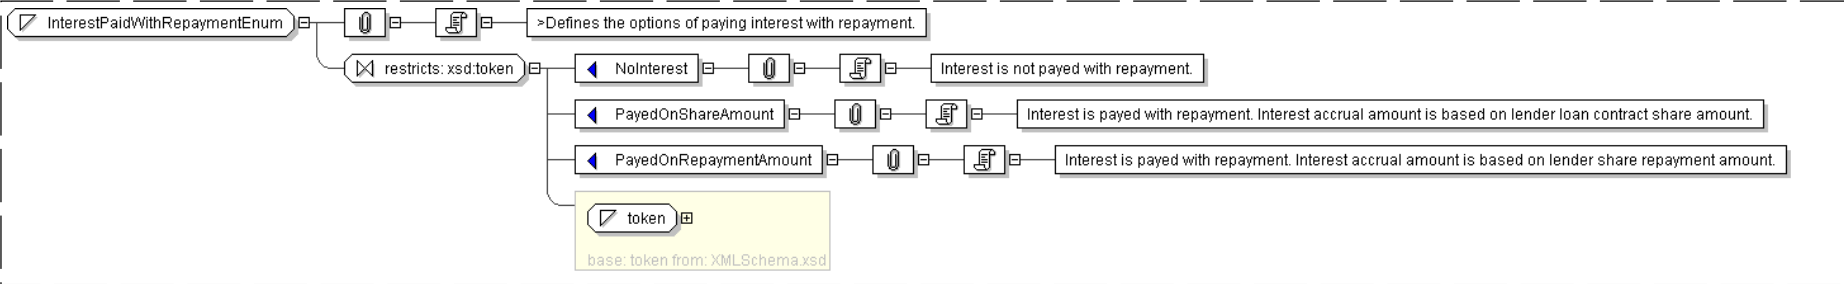 InterestPaidWithRepaymentEnum >Defines the options of paying interest with repayment.
restricts: xsd:token NoInterest Interest is not payed with repayment.
PayedOnShareAmount Interest is payed with repayment. Interest accrual amount is based on lender loan contract share amount.
PayedOnRepaymentAmount Interest is payed with repayment. Interest accrual amount is based on lender share repayment amount.
token
base: token from: XMLSchema.xsd